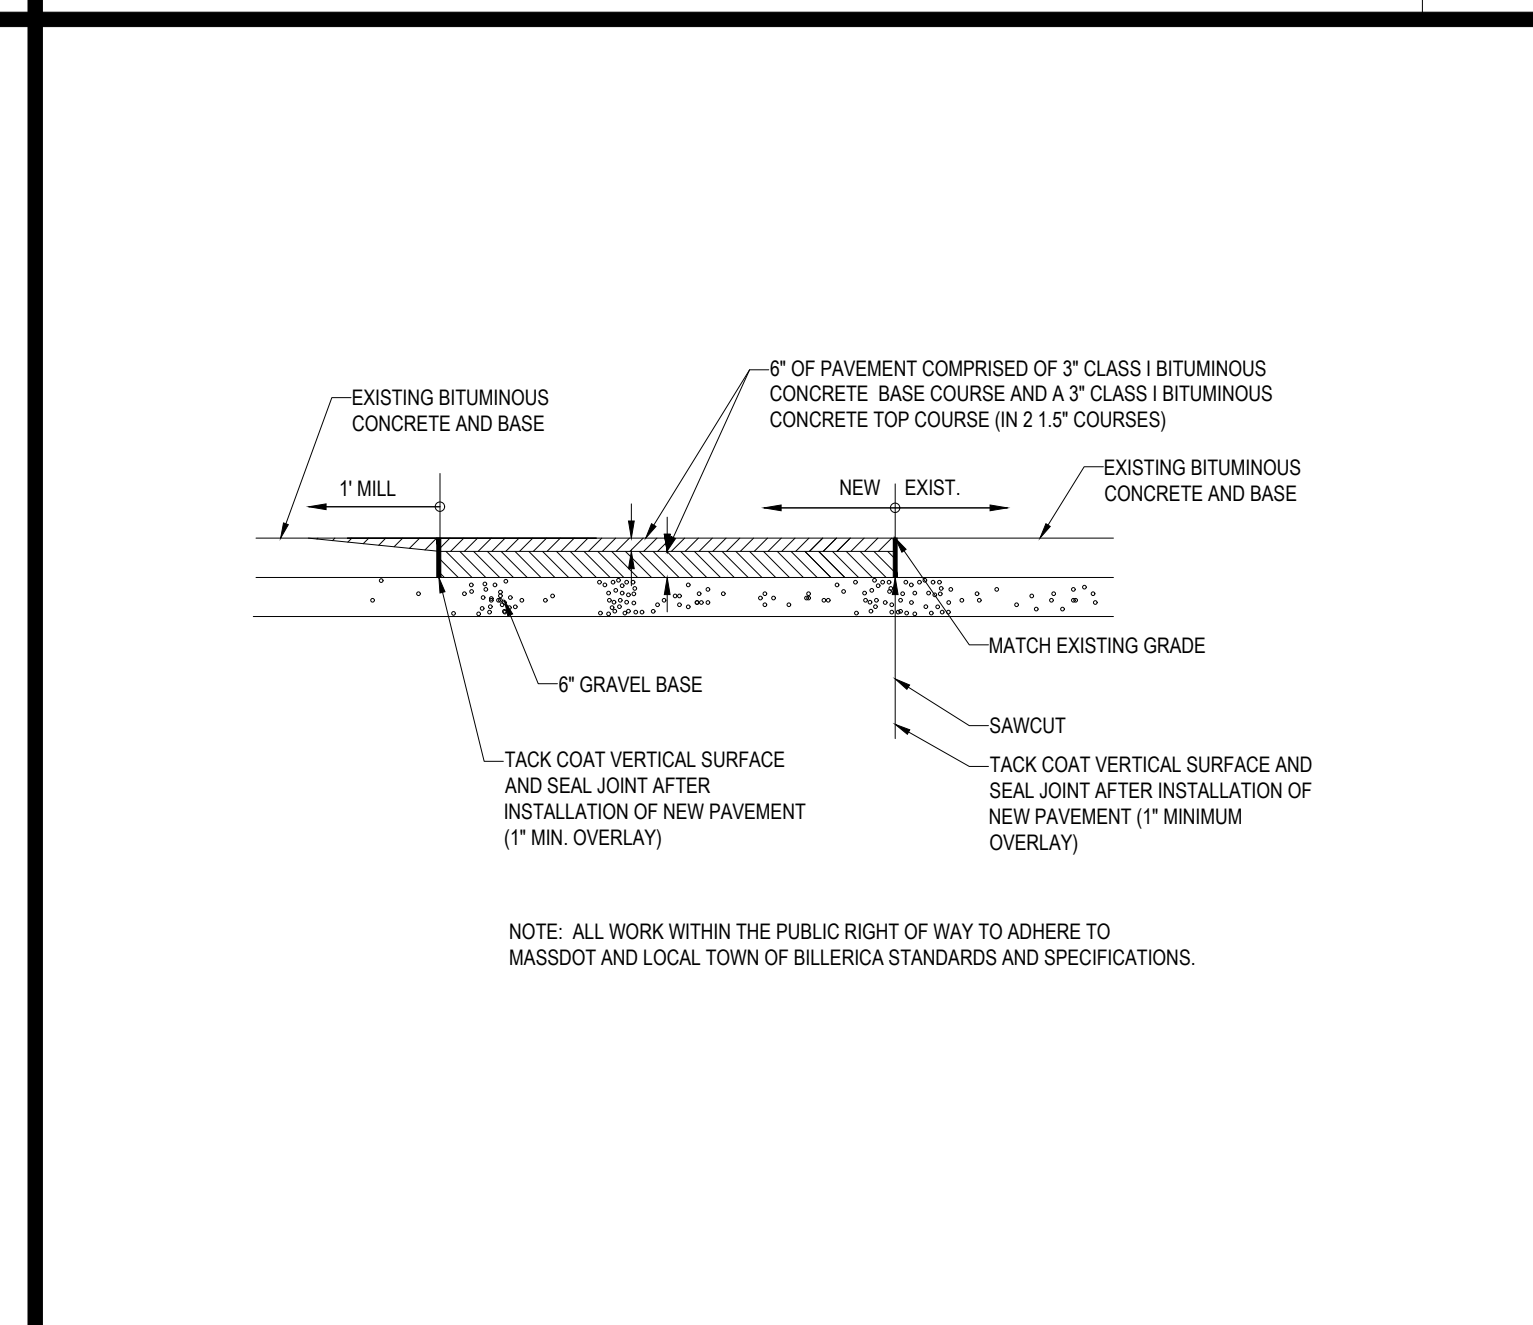 6" OF PAVEMENT COMPRISED OF 3" CLASS I BITUMINOUS
CONCRETE  BASE COURSE AND A 3" CLASS I BITUMINOUS
CONCRETE TOP COURSE (IN 2 1.5" COURSES)
EXISTING BITUMINOUS
CONCRETE AND BASE
EXISTING BITUMINOUS
CONCRETE AND BASE
1' MILL
NEW
EXIST.
MATCH EXISTING GRADE
6" GRAVEL BASE
SAWCUT
TACK COAT VERTICAL SURFACE
AND SEAL JOINT AFTER
INSTALLATION OF NEW PAVEMENT
(1" MIN. OVERLAY)
TACK COAT VERTICAL SURFACE AND
SEAL JOINT AFTER INSTALLATION OF
NEW PAVEMENT (1" MINIMUM
OVERLAY)
NOTE:  ALL WORK WITHIN THE PUBLIC RIGHT OF WAY TO ADHERE TO
MASSDOT AND LOCAL TOWN OF BILLERICA STANDARDS AND SPECIFICATIONS.